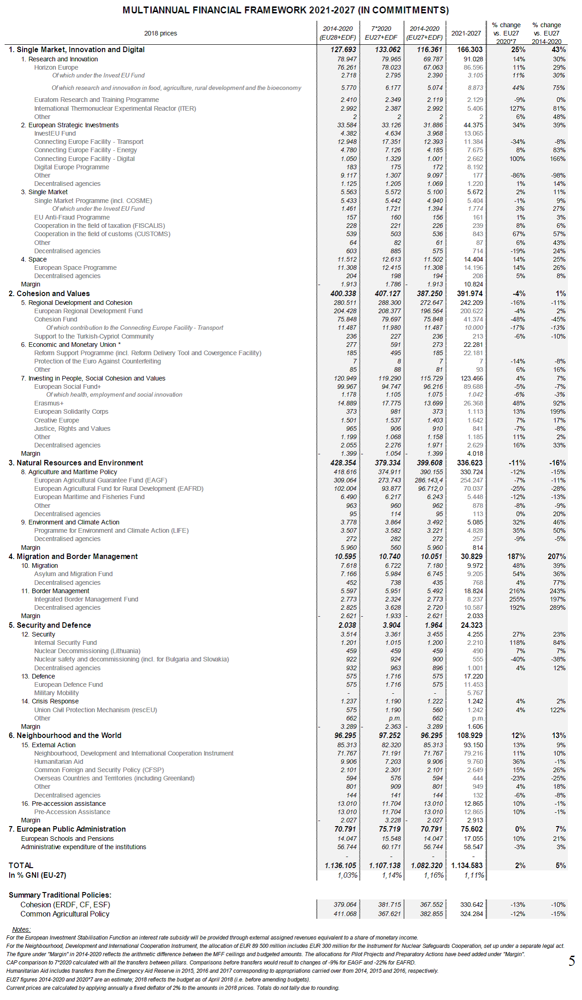 MULTIANNUAL FINANCIAL FRAMEWORK 2021-2027 (IN COMMITMENTS)
2018 prices 2014-2020 (EU28+EDF) 7*2020 EU27+EDF 2014-2020 (EU27+EDF) 2021-2027 % change vs. EU27 2020*7 % change vs. EU27 2014-2020
1. Single Market, Innovation and Digital 127.693 133.062 116.361 166.303 25% 43%
1. Research and Innovation 78.947 79.965 69.787 91.028 14% 30%
Horizon Europe 76.261 78.023 67.063 86.596 11% 29%
Of which under the Invest EU Fund 2.718 2.795 2.390 3.105 11% 30%
Of which research and innovation in food, agriculture, rural development and the bioeconomy 5.770 6.177 5.074 8.873 44% 75%
Euratom Research and Training Programme 2.410 2.349 2.119 2.129 -9% 0%
International Thermonuclear Experimental Reactor (ITER) 2.992 2.387 2.992 5.406 127% 81%
Other 2 2 2 2 6% 48%
2. European Strategic Investments 33.584 33.126 31.886 44.375 34% 39%
InvestEU Fund 4.382 4.634 3.968 13.065
Connecting Europe Facility - Transport 12.948 17.351 12.393 11.384 -34% -8%
Connecting Europe Facility - Energy 4.780 7.126 4.185 7.675 8% 83%
Connecting Europe Facility - Digital 1.050 1.329 1.001 2.662 100% 166%
Digital Europe Programme 183 175 172 8.192
Other 9.117 1.307 9.097 177 -86% -98%
Decentralised agencies 1.125 1.205 1.069 1.220 1% 14%
3. Single Market 5.563 5.572 5.100 5.672 2% 11%
Single Market Programme (incl. COSME) 5.433 5.442 4.940 5.404 -1% 9%
Of which under the Invest EU Fund 1.461 1.721 1.394 1.774 3% 27%
EU Anti-Fraud Programme 157 160 156 161 1% 3%
Cooperation in the field of taxation (FISCALIS) 228 221 226 239 8% 6%
Cooperation in the field of customs (CUSTOMS) 539 503 536 843 67% 57%
Other 64 82 61 87 6% 43%
Decentralised agencies 603 885 575 714 -19% 24%
4. Space 11.512 12.613 11.502 14.404 14% 25%
European Space Programme 11.308 12.415 11.308 14.196 14% 26%
Decentralised agencies 204 198 194 208 5% 8%
Margin - 1.913 1.786 - 1.913 10.824
2. Cohesion and Values 400.338 407.127 387.250 391.974 -4% 1%
5. Regional Development and Cohesion 280.511 288.300 272.647 242.209 -16% -11%
European Regional Development Fund 204.428 208.377 196.564 200.622 -4% 2%
Cohesion Fund 75.848 79.697 75.848 41.374 -48% -45%
Of which contribution to the Connecting Europe Facility - Transport 11.487 11.980 11.487 10.000 -17% -13%
Support to the Turkish-Cypriot Community 236 227 236 213 -6% -10%
6. Economic and Monetary Union * 277 591 273 22.281
Reform Support Programme (incl. Reform Delivery Tool and Covergence Facility) 185 495 185 22.181
Protection of the Euro Against Counterfeiting 7 8 7 7 -14% -8%
Other 85 88 81 93 6% 16%
7. Investing in People, Social Cohesion and Values 120.949 119.290 115.729 123.466 4% 7%
European Social Fund+ 99.967 94.747 96.216 89.688 -5% -7%
Of which health, employment and social innovation 1.178 1.105 1.075 1.042 -6% -3%
Erasmus+ 14.889 17.775 13.699 26.368 48% 92%
European Solidarity Corps 373 981 373 1.113 13% 199%
Creative Europe 1.501 1.537 1.403 1.642 7% 17%
Justice, Rights and Values 965 906 910 841 -7% -8%
Other 1.199 1.068 1.158 1.185 11% 2%
Decentralised agencies 2.055 2.276 1.971 2.629 16% 33%
Margin - 1.399 - 1.054 - 1.399 4.018
3. Natural Resources and Environment 428.354 379.334 399.608 336.623 -11% -16%
8. Agriculture and Maritime Policy 418.616 374.911 390.155 330.724 -12% -15%
European Agricultural Guarantee Fund (EAGF) 309.064 273.743 286.143,4 254.247 -7% -11%
European Agricultural Fund for Rural Development (EAFRD) 102.004 93.877 96.712,0 70.037 -25% -28%
European Maritime and Fisheries Fund 6.490 6.217 6.243 5.448 -12% -13%
Other 963 960 962 878 -8% -9%
Decentralised agencies 95 114 95 113 0% 20%
9. Environment and Climate Action 3.778 3.864 3.492 5.085 32% 46%
Programme for Environment and Climate Action (LIFE) 3.507 3.582 3.221 4.828 35% 50%
Decentralised agencies 272 282 272 257 -9% -5%
Margin 5.960 560 5.960 814
4. Migration and Border Management 10.595 10.740 10.051 30.829 187% 207%
10. Migration 7.618 6.722 7.180 9.972 48% 39%
Asylum and Migration Fund 7.166 5.984 6.745 9.205 54% 36%
Decentralised agencies 452 738 435 768 4% 77%
11. Border Management 5.597 5.951 5.492 18.824 216% 243%
Integrated Border Management Fund 2.773 2.324 2.773 8.237 255% 197%
Decentralised agencies 2.825 3.628 2.720 10.587 192% 289%
Margin - 2.621 - 1.933 - 2.621 2.033
5. Security and Defence 2.038 3.904 1.964 24.323
12. Security 3.514 3.361 3.455 4.255 27% 23%
Internal Security Fund 1.201 1.015 1.200 2.210 118% 84%
Nuclear Decommissioning (Lithuania) 459 459 459 490 7% 7%
Nuclear safety and decommissioning (incl. for Bulgaria and Slovakia) 922 924 900 555 -40% -38%
Decentralised agencies 932 963 896 1.001 4% 12%
13. Defence 575 1.716 575 17.220
European Defence Fund 575 1.716 575 11.453
Military Mobility - - - 5.767
14. Crisis Response 1.237 1.190 1.222 1.242 4% 2%
Union Civil Protection Mechanism (rescEU) 575 1.190 560 1.242 4% 122%
Other 662 p.m. 662 p.m.
Margin - 3.289 - 2.363 - 3.289 1.606
6. Neighbourhood and the World 96.295 97.252 96.295 108.929 12% 13%
15. External Action 85.313 82.320 85.313 93.150 13% 9%
Neighbourhood, Development and International Cooperation Instrument 71.767 71.191 71.767 79.216 11% 10%
Humanitarian Aid 9.906 7.203 9.906 9.760 36% -1%
Common Foreign and Security Policy (CFSP) 2.101 2.301 2.101 2.649 15% 26%
Overseas Countries and Territories (including Greenland) 594 576 594 444 -23% -25%
Other 801 909 801 949 4% 18%
Decentralised agencies 144 141 144 132 -6% -8%
16. Pre-accession assistance 13.010 11.704 13.010 12.865 10% -1%
Pre-Accession Assistance 13.010 11.704 13.010 12.865 10% -1%
Margin - 2.027 3.228 - 2.027 2.913
7. European Public Administration 70.791 75.719 70.791 75.602 0% 7%
European Schools and Pensions 14.047 15.548 14.047 17.055 10% 21%
Administrative expenditure of the institutions 56.744 60.171 56.744 58.547 -3% 3%
- - - -
TOTAL 1.136.105 1.107.138 1.082.320 1.134.583 2% 5%
In % GNI (EU-27) 1,03% 1,14% 1,16% 1,11%
Summary Traditional Policies:
Cohesion (ERDF, CF, ESF) 379.064 381.715 367.552 330.642 -13% -10%
Common Agricultural Policy 411.068 367.621 382.855 324.284 -12% -15%
Notes:
For the European Investment Stabilisation Function an interest rate subsidy will be provided through external assigned revenues equivalent to a share of monetary income.
For the Neighbourhood, Development and International Cooperation Instrument, the allocation of EUR 89 500 million includes EUR 300 million for the Instrument for Nuclear Safeguards Cooperation, set up under a separate legal act.
The figure under "Margin" in 2014-2020 reflects the arithmetic difference between the MFF ceilings and budgeted amounts. The allocations for Pilot Projects and Preparatory Actions have beed added under "Margin".
CAP comparison to 7*2020 calculated with all the transfers between pillars. Comparisons before transfers would result to changes of -9% for EAGF and -22% for EAFRD.
Humanitarian Aid includes transfers from the Emergency Aid Reserve in 2015, 2016 and 2017 corresponding to appropriations carried over from 2014, 2015 and 2016, respectively.
EU27 figures 2014-2020 and 2020*7 are an estimate; 2018 reflects the budget as of April 2018 (i.e. before amending budgets).
Current prices are calculated by applying annually a fixed deflator of 2% to the amounts in 2018 prices. Totals do not tally due to rounding.
5